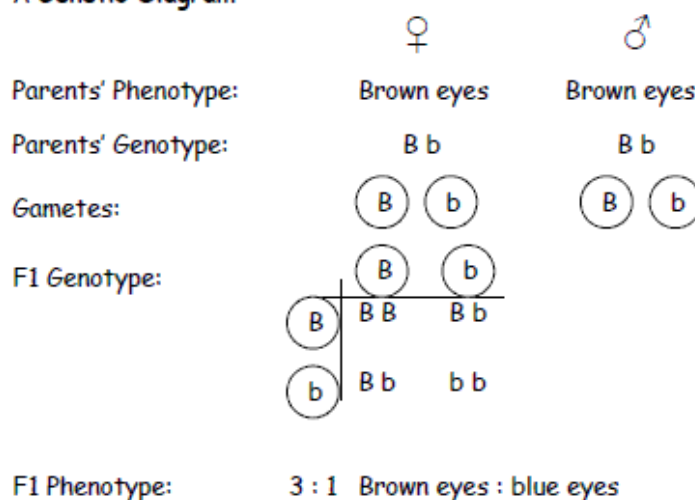 ♀ ♂
Parents' Phenotype: Brown eyes Brown eyes
Parents' Genotype: B b B b
Gametes: B b B b
F1 Genotype: B b
B B B B b
b B b b b
F1 Phenotype: 3 : 1 Brown eyes : blue eyes